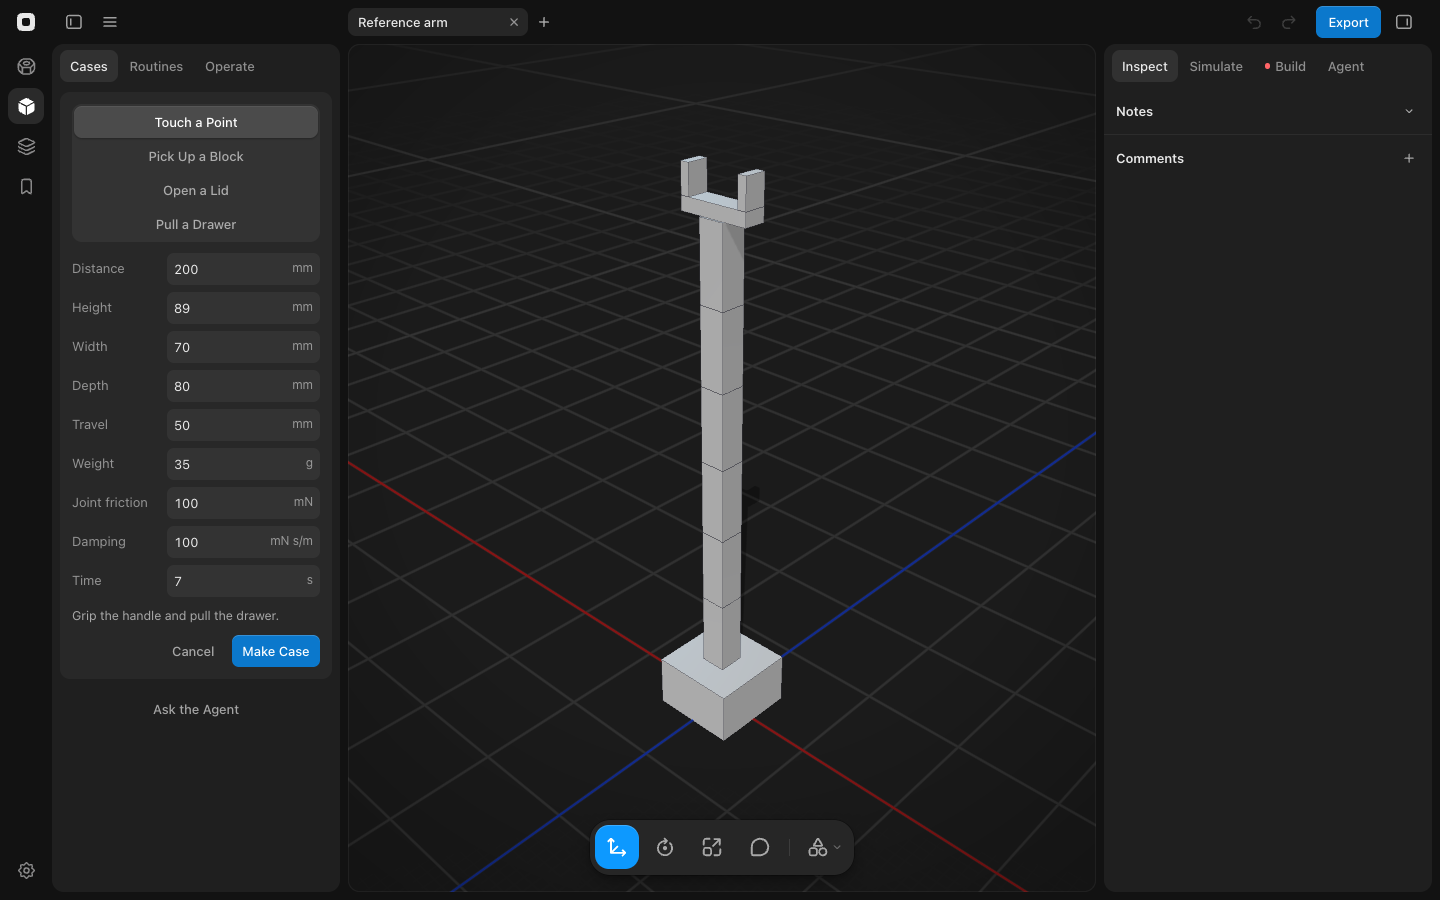 Reference arm
Export
Cases Routines Operate
Touch a Point
Pick Up a Block
Open a Lid
Pull a Drawer
Distance 200 mm
Height 89 mm
Width 70 mm
Depth 80 mm
Travel 50 mm
Weight 35 g
Joint friction 100 mN
Damping 100 mN s/m
Time 7 s
Grip the handle and pull the drawer.
Cancel Make Case
Ask the Agent
Inspect Simulate Build Agent
Notes
Comments